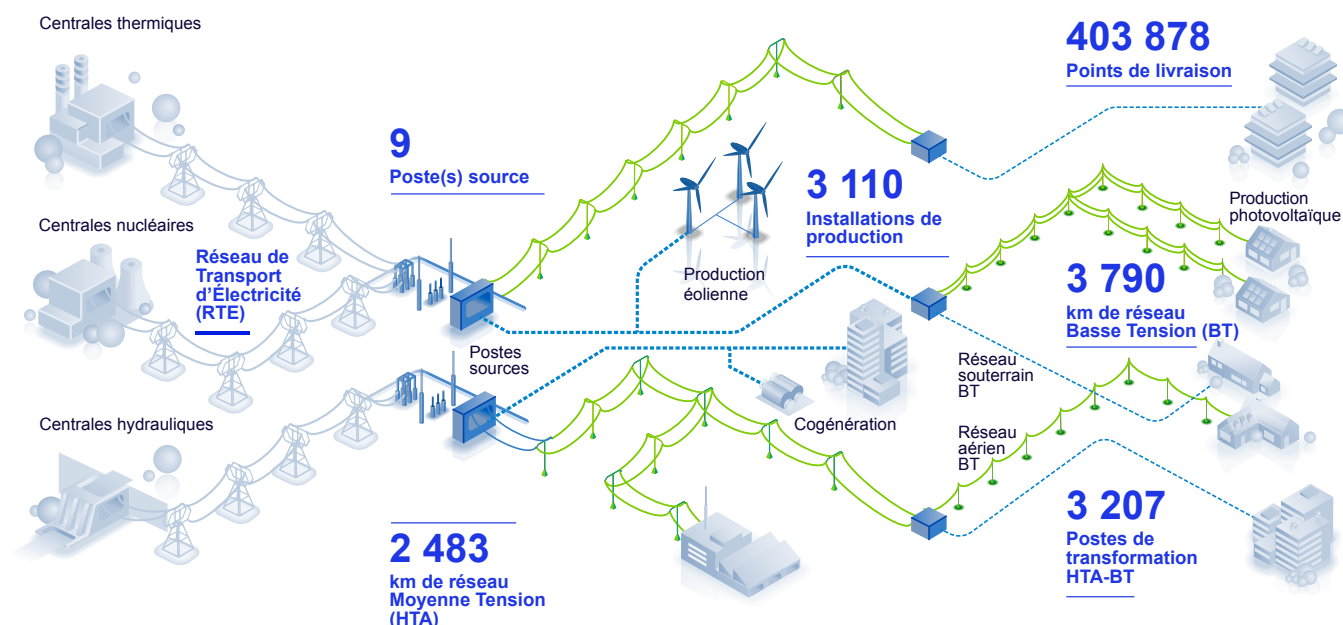 Centrales thermiques
403 878
Points de livraison
9
Poste(s) source
3 110
Installations de
production
Production
photovoltaïque
Centrales nucléaires
Réseau de
Transport
d’Électricité
(RTE)
Production
éolienne
3 790
km de réseau
Basse Tension (BT)
Postes
sources
Réseau
souterrain
BT
Centrales hydrauliques
Cogénération
Réseau
aérien
BT
2 483
km de réseau
Moyenne Tension
(HTA)
3 207
Postes de
transformation
HTA-BT